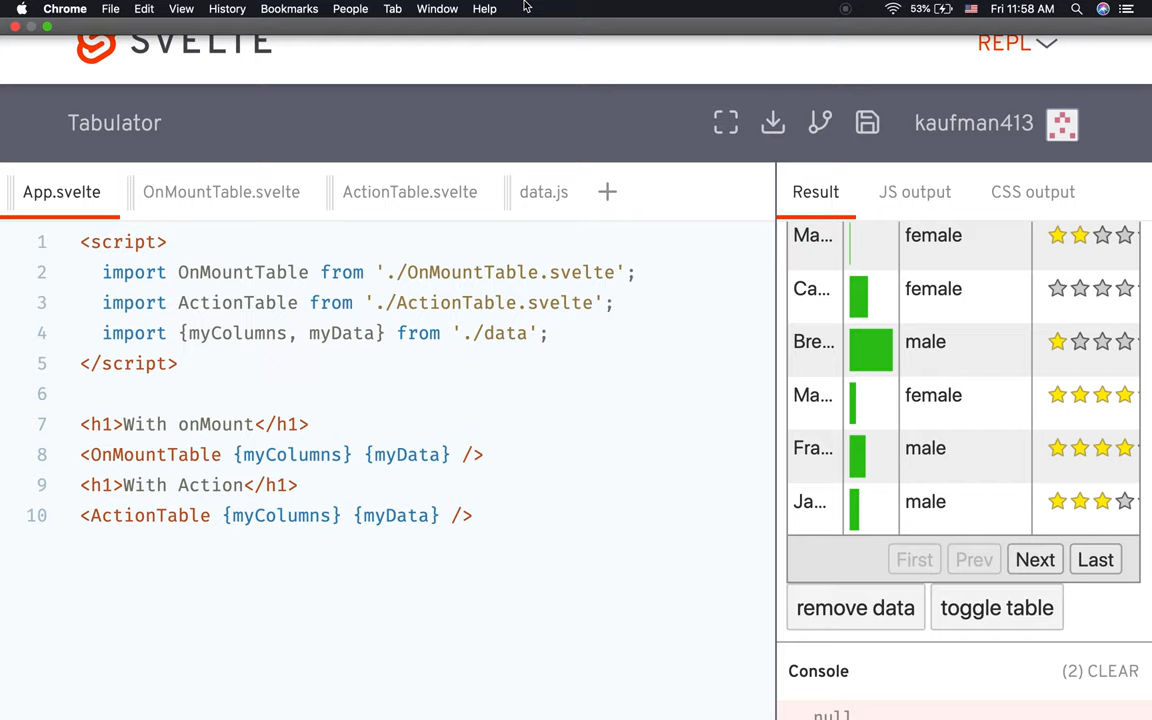 Chrome File Edit View History Bookmarks People Tab Window Help 53% Fri 11:58 AM
SVELTE REPL
Tabulator kaufman413
App.svelte OnMountTable.svelte ActionTable.svelte data.js + Result JS output CSS output
1 <script>
2 import OnMountTable from './OnMountTable.svelte';
3 import ActionTable from './ActionTable.svelte';
4 import {myColumns, myData} from './data';
5 </script>
6
7 <h1>With onMount</h1>
8 <OnMountTable {myColumns} {myData} />
9 <h1>With Action</h1>
10 <ActionTable {myColumns} {myData} />
Ma... female
Ca... female
Bre... male
Ma... female
Fra... male
Ja... male
First Prev Next Last
remove data toggle table
Console (2) CLEAR
null